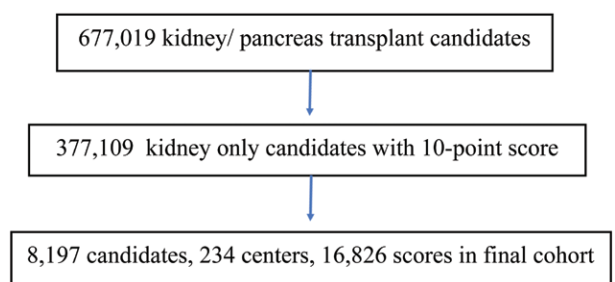 677,019 kidney/ pancreas transplant candidates
377,109 kidney only candidates with 10-point score
8,197 candidates, 234 centers, 16,826 scores in final cohort